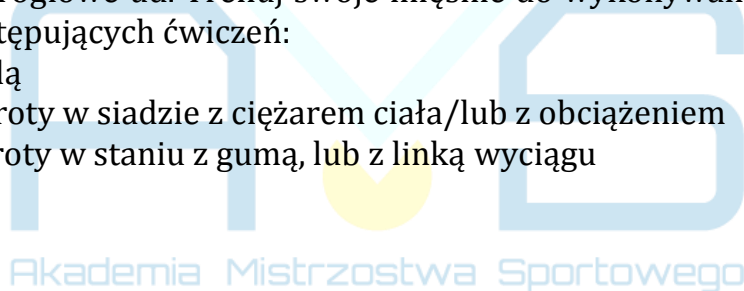 rogłowe ud. Trenuj swoje mięśnie do wykonywan
tępujących ćwiczeń:
lą
roty w siadzie z ciężarem ciała/lub z obciążeniem
roty w staniu z gumą, lub z linką wyciągu
Akademia Mistrzostwa Sportowego